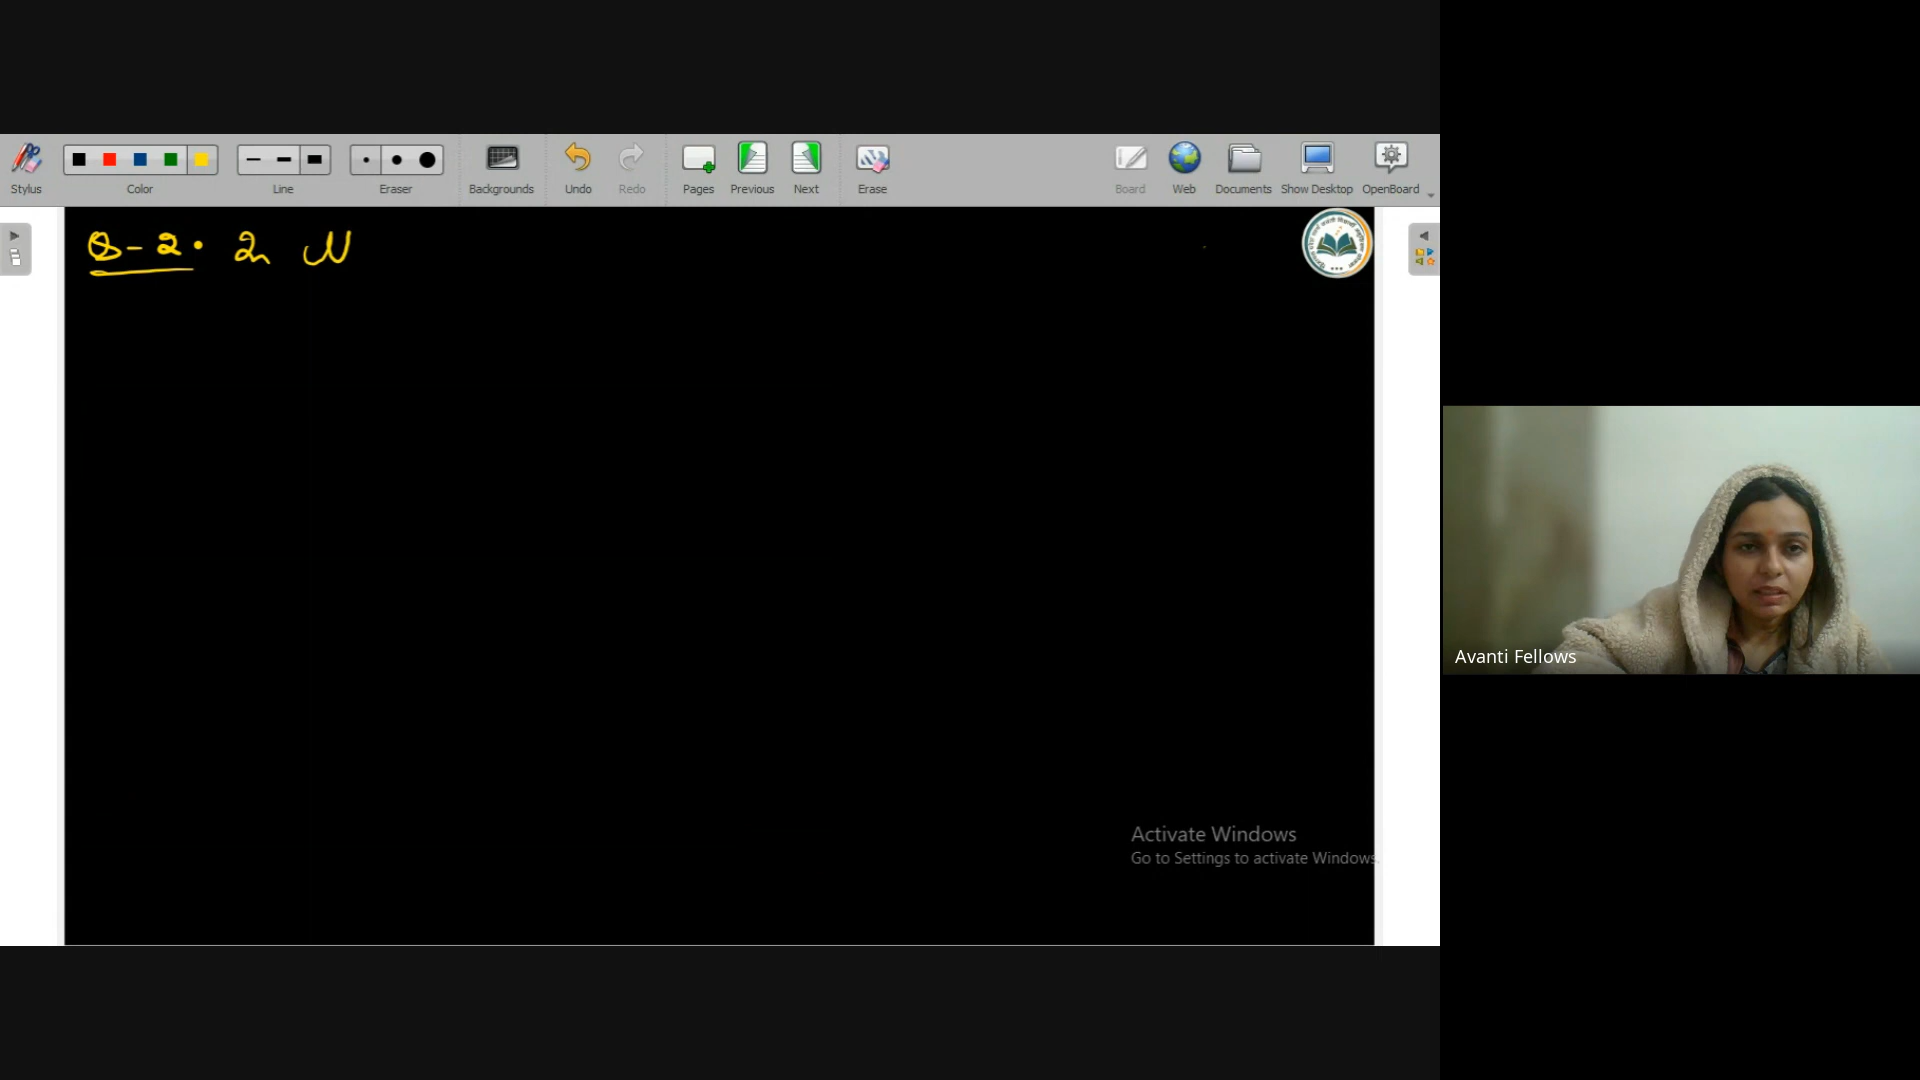 Stylus Color Line Eraser Backgrounds Undo Redo Pages Previous Next Erase Board Web Documents Show Desktop OpenBoard
Q-2. In N
Avanti Fellows
Activate Windows
Go to Settings to activate Windows.